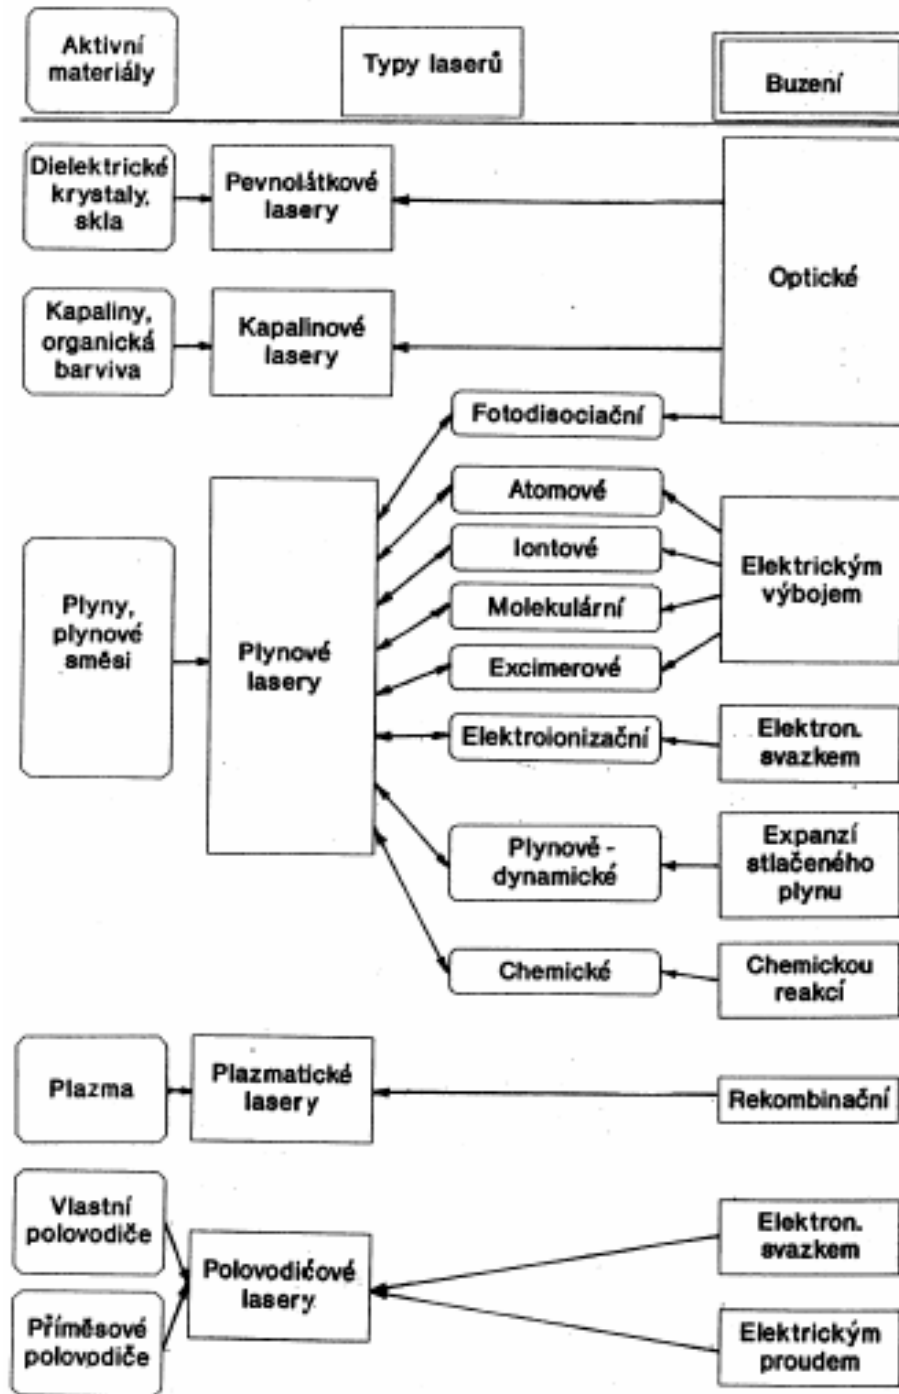 Aktivní
materiály
Typy laserů
Buzení
Dielektrické
krystaly,
skla
Pevnolátkové
lasery
Optické
Kapaliny,
organická
barviva
Kapalinové
lasery
Fotodisociační
Plyny,
plynové
směsi
Plynové
lasery
Atomové
Iontové
Molekulární
Excimerové
Elektrickým
výbojem
Elektroionizační
Elektron.
svazkem
Plynově-
dynamické
Expanzí
stlačeného
plynu
Chemické
Chemickou
reakcí
Plazma
Plazmatické
lasery
Rekombinační
Vlastní
polovodiče
Příměsové
polovodiče
Polovodičové
lasery
Elektron.
svazkem
Elektrickým
proudem